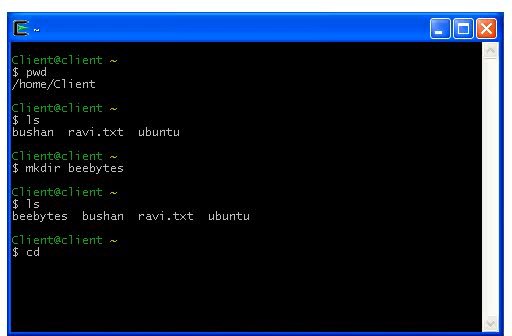 ~
Client@client ~
$ pwd
/home/Client
Client@client ~
$ ls
bushan  ravi.txt  ubuntu
Client@client ~
$ mkdir beebytes
Client@client ~
$ ls
beebytes  bushan  ravi.txt  ubuntu
Client@client ~
$ cd